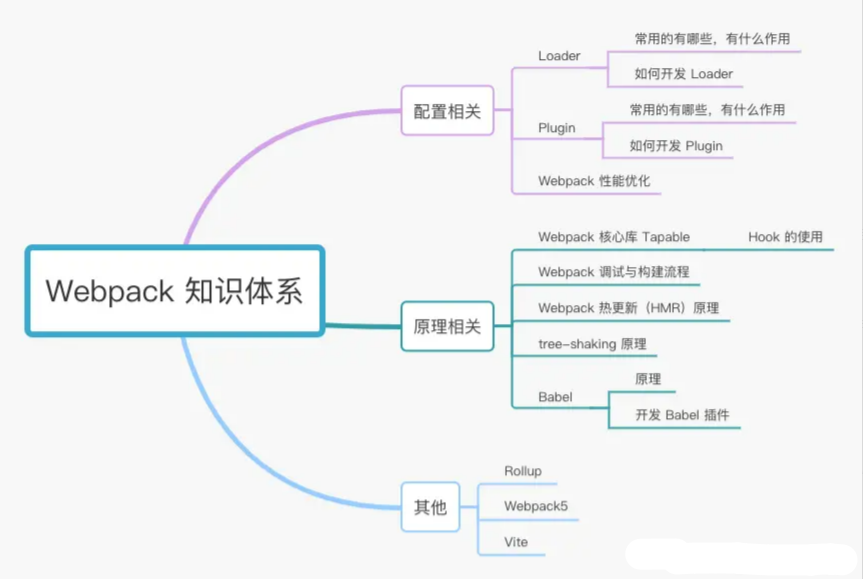 Webpack 知识体系
配置相关
Loader
常用的有哪些，有什么作用
如何开发 Loader
Plugin
常用的有哪些，有什么作用
如何开发 Plugin
Webpack 性能优化
原理相关
Webpack 核心库 Tapable
Hook 的使用
Webpack 调试与构建流程
Webpack 热更新（HMR）原理
tree-shaking 原理
Babel
原理
开发 Babel 插件
其他
Rollup
Webpack5
Vite